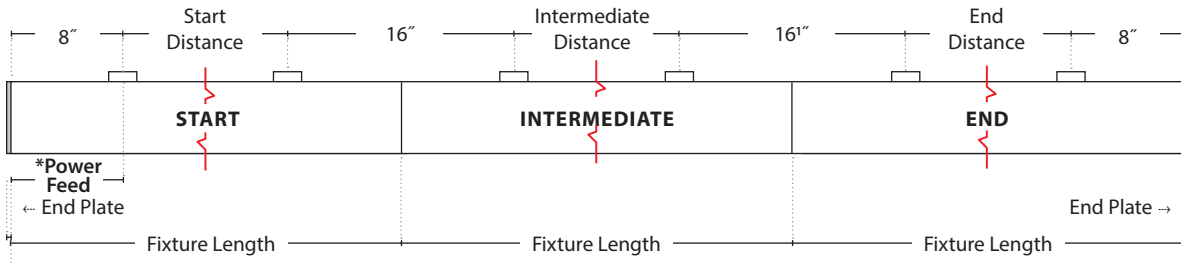 8″
Start
Distance
16″
Intermediate
Distance
16¹″
End
Distance
8″
START
INTERMEDIATE
END
*Power
Feed
← End Plate
End Plate →
Fixture Length
Fixture Length
Fixture Length